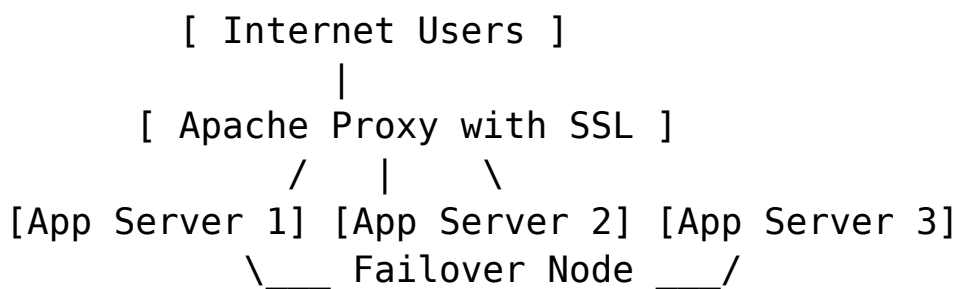 [ Internet Users ]
|
[ Apache Proxy with SSL ]
/ | \
[App Server 1] [App Server 2] [App Server 3]
\___ Failover Node ___/